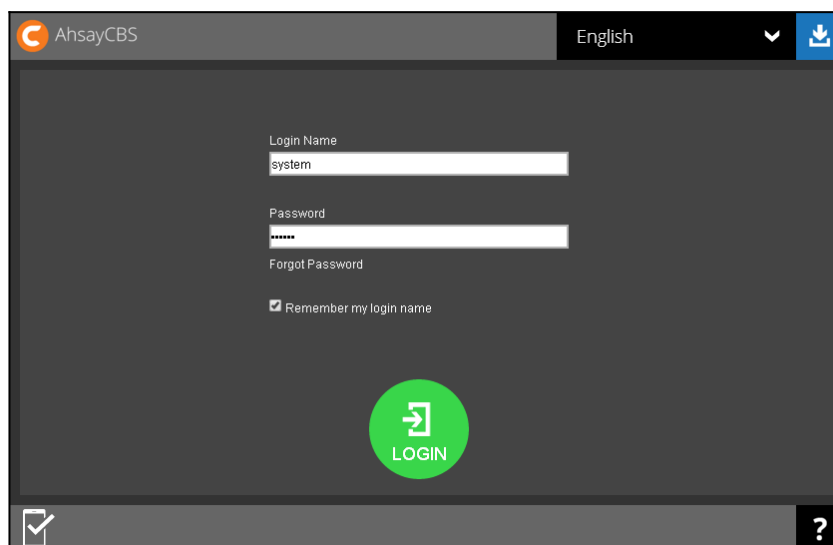 AhsayCBS
English
Login Name
system
Password
••••••
Forgot Password
Remember my login name
LOGIN
?